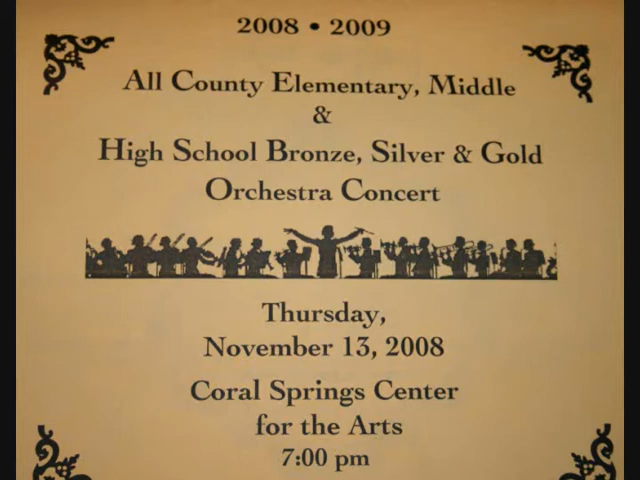 2008 • 2009
All County Elementary, Middle
&
High School Bronze, Silver & Gold
Orchestra Concert
Thursday,
November 13, 2008
Coral Springs Center
for the Arts
7:00 pm